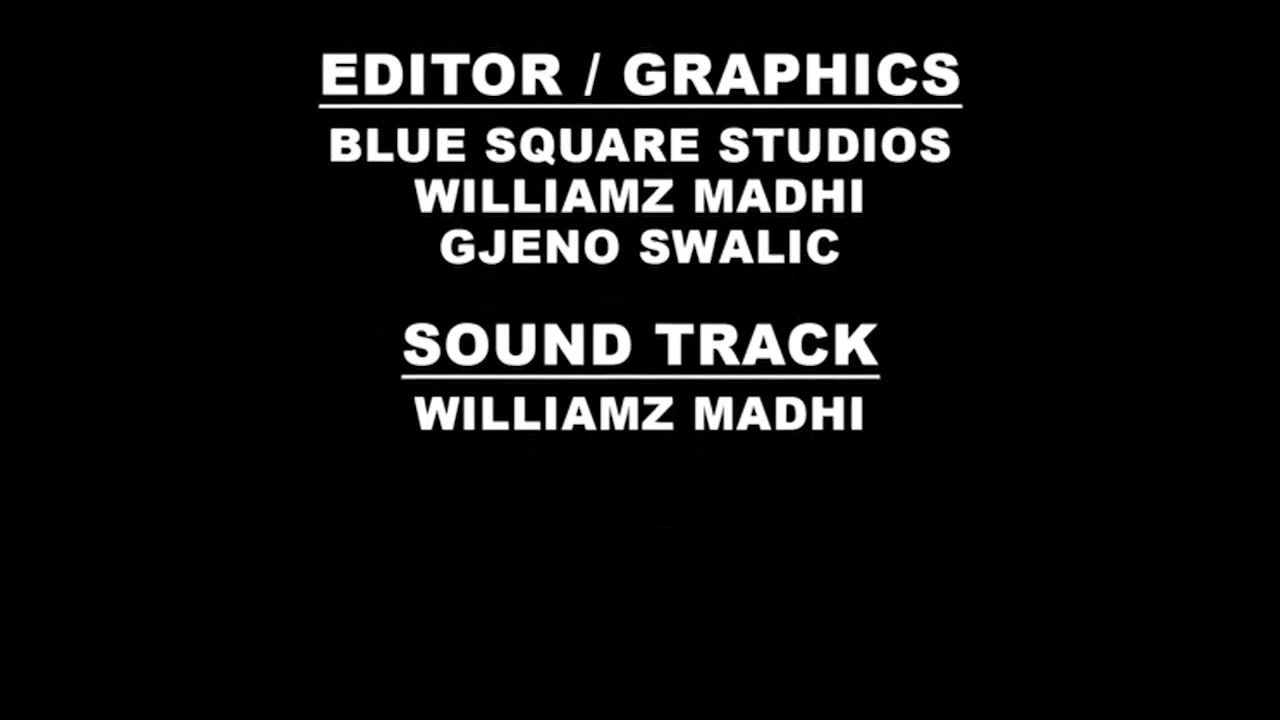 EDITOR / GRAPHICS
BLUE SQUARE STUDIOS
WILLIAMZ MADHI
GJENO SWALIC
SOUND TRACK
WILLIAMZ MADHI